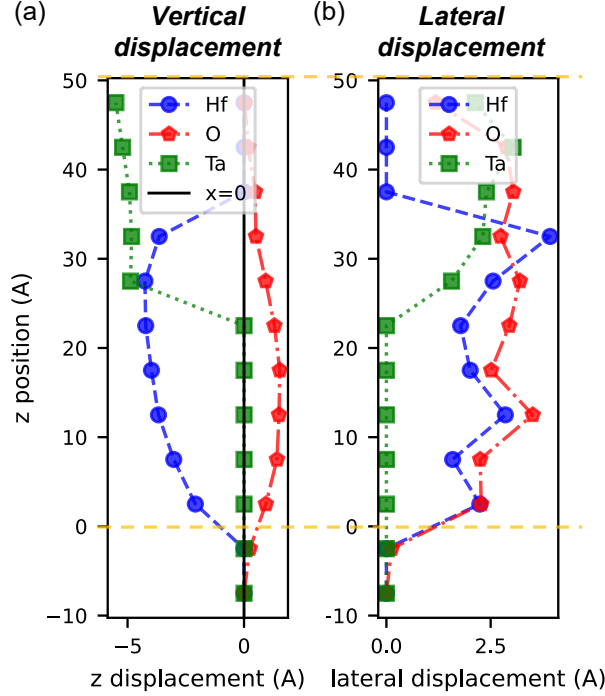 (a)
Vertical
displacement
(b)
Lateral
displacement
Hf
O
Ta
x=0
Hf
O
Ta
50
40
30
20
10
0
−10
z position (A)
−5
0
z displacement (A)
50
40
30
20
10
0
-10
0.0
2.5
lateral displacement (A)